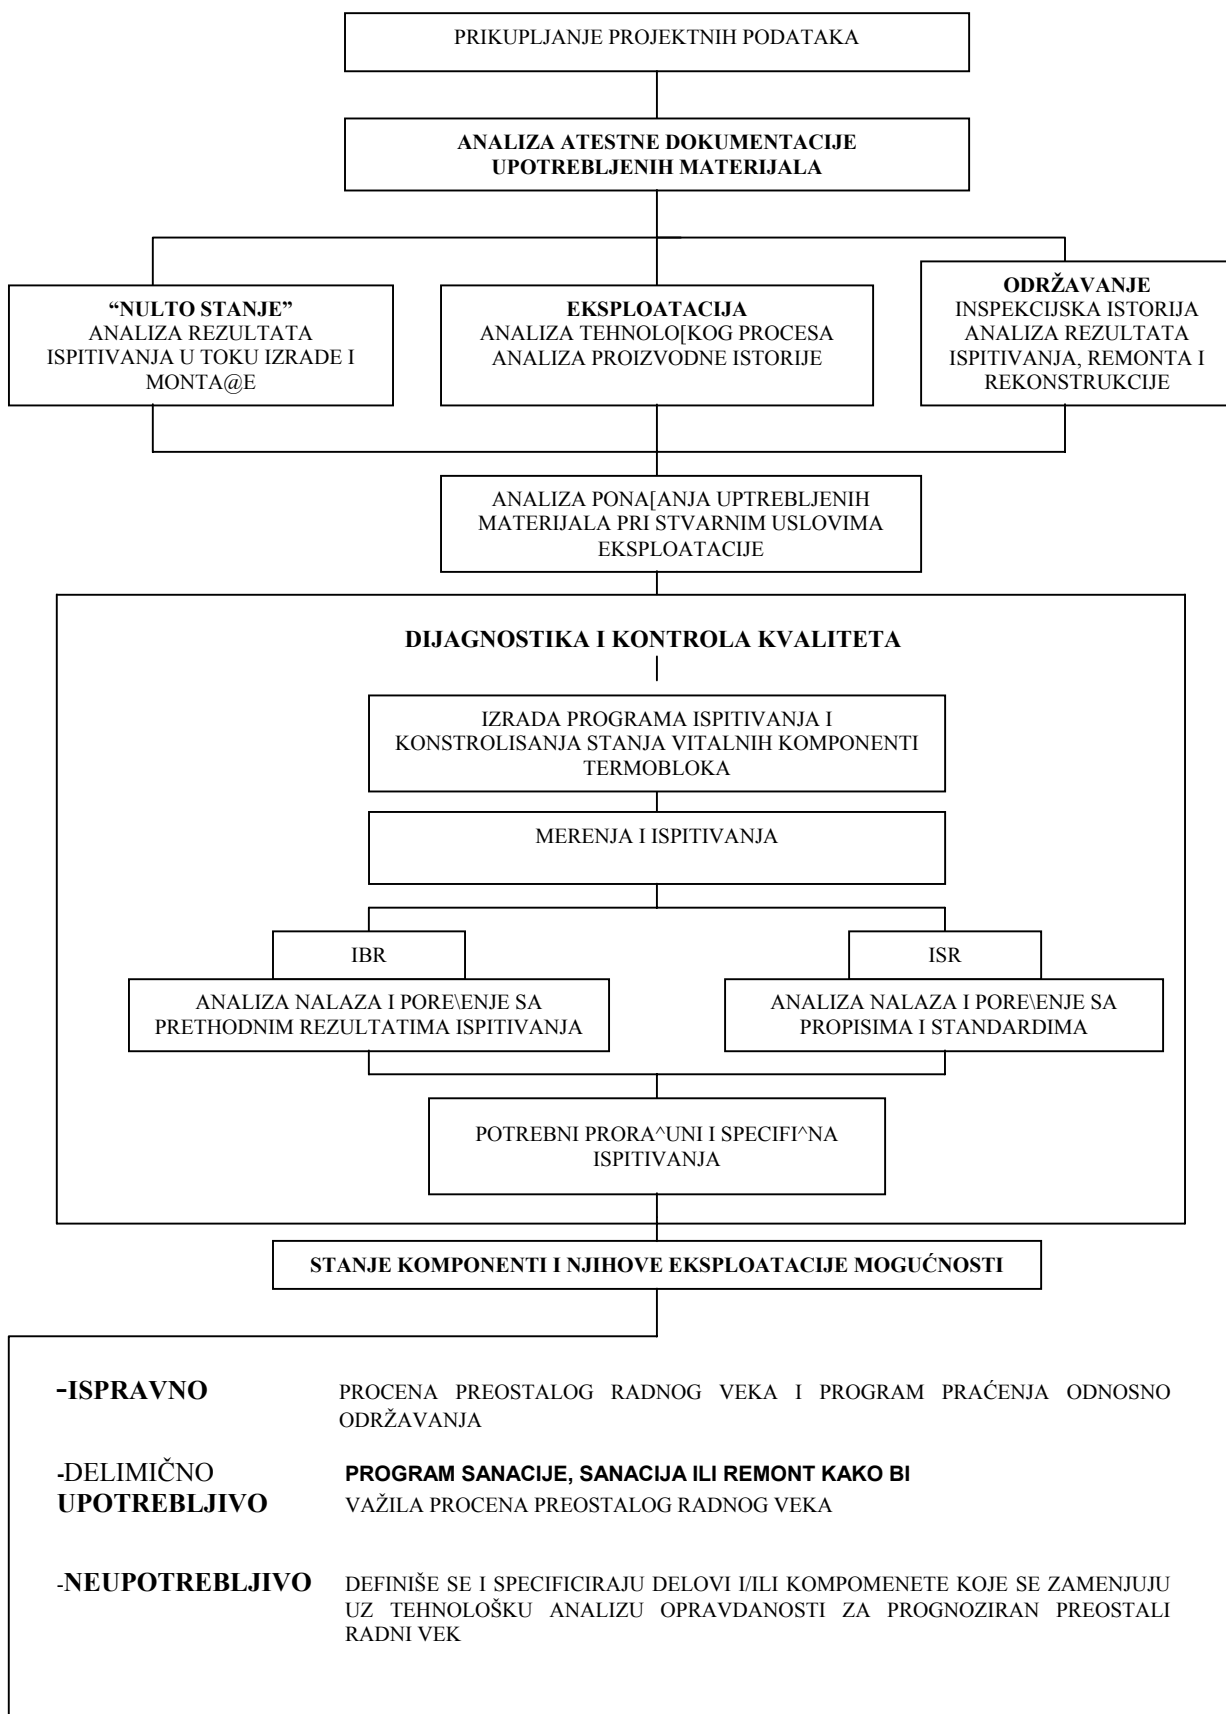 PRIKUPLJANJE PROJEKTNIH PODATAKA
ANALIZA ATESTNE DOKUMENTACIJE
UPOTREBLJENIH MATERIJALA
“NULTO STANJE”
ANALIZA REZULTATA
ISPITIVANJA U TOKU IZRADE I
MONTA@E
EKSPLOATACIJA
ANALIZA TEHNOLO[KOG PROCESA
ANALIZA PROIZVODNE ISTORIJE
ODRŽAVANJE
INSPEKCIJSKA ISTORIJA
ANALIZA REZULTATA
ISPITIVANJA, REMONTA I
REKONSTRUKCIJE
ANALIZA PONA[ANJA UPTREBLJENIH
MATERIJALA PRI STVARNIM USLOVIMA
EKSPLOATACIJE
DIJAGNOSTIKA I KONTROLA KVALITETA
IZRADA PROGRAMA ISPITIVANJA I
KONSTROLISANJA STANJA VITALNIH KOMPONENTI
TERMOBLOKA
MERENJA I ISPITIVANJA
IBR
ANALIZA NALAZA I PORE\ENJE SA
PRETHODNIM REZULTATIMA ISPITIVANJA
ISR
ANALIZA NALAZA I PORE\ENJE SA
PROPISIMA I STANDARDIMA
POTREBNI PRORA^UNI I SPECIFI^NA
ISPITIVANJA
STANJE KOMPONENTI I NJIHOVE EKSPLOATACIJE MOGUĆNOSTI
-ISPRAVNO PROCENA PREOSTALOG RADNOG VEKA I PROGRAM PRAĆENJA ODNOSNO
ODRŽAVANJA
-DELIMIČNO PROGRAM SANACIJE, SANACIJA ILI REMONT KAKO BI
UPOTREBLJIVO VAŽILA PROCENA PREOSTALOG RADNOG VEKA
-NEUPOTREBLJIVO DEFINIŠE SE I SPECIFICIRAJU DELOVI I/ILI KOMPOMENETE KOJE SE ZAMENJUJU
UZ TEHNOLOŠKU ANALIZU OPRAVDANOSTI ZA PROGNOZIRAN PREOSTALI
RADNI VEK